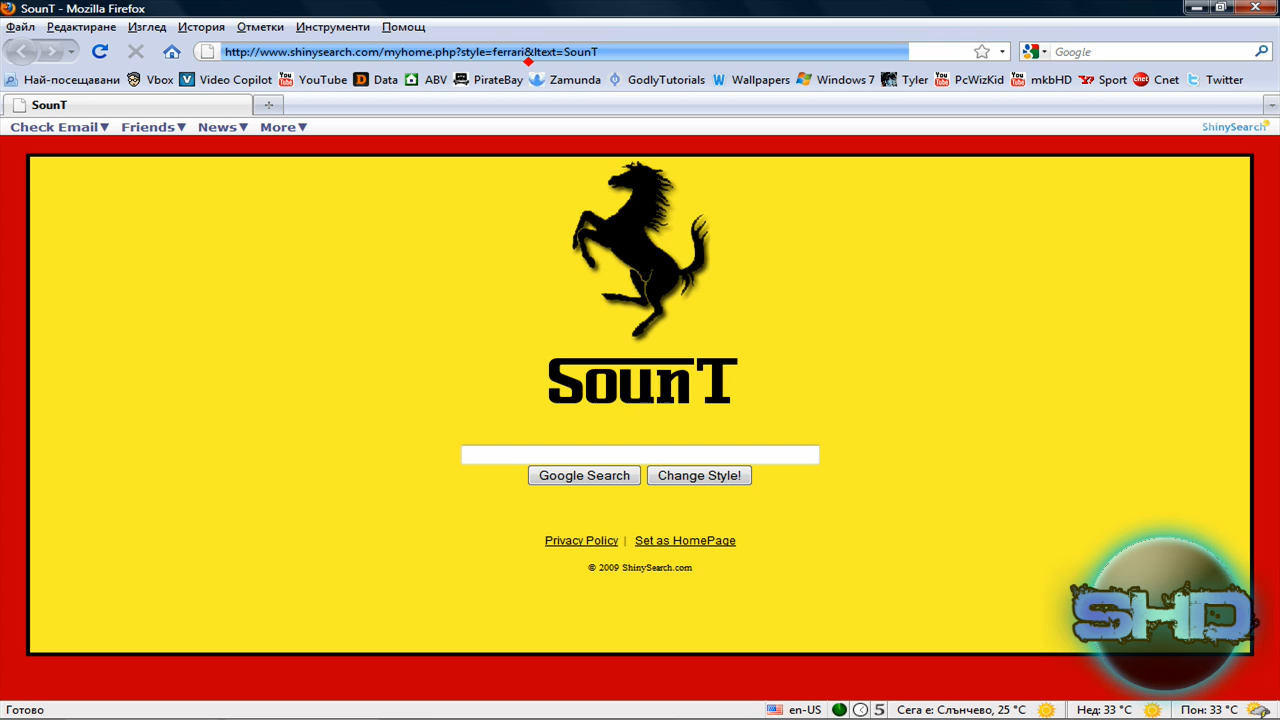 SounT - Mozilla Firefox
Файл Редактиране Изглед История Отметки Инструменти Помощ
http://www.shinysearch.com/myhome.php?style=ferrari&ltext=SounT Google
Най-посещавани Vbox Video Copilot YouTube Data ABV PirateBay Zamunda GodlyTutorials Wallpapers Windows 7 Tyler PcWizKid mkbHD Sport Cnet Twitter
SounT
Check Email▼ Friends▼ News▼ More▼ ShinySearch
SounT
Google Search Change Style!
Privacy Policy | Set as HomePage
© 2009 ShinySearch.com
SHD
Готово en-US 5 Сега е: Слънчево, 25 °C Нед: 33 °C Пон: 33 °C